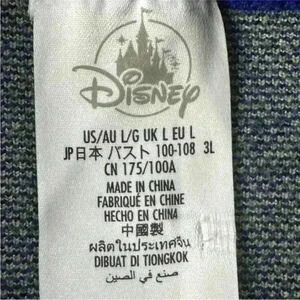 Disney
US/AU L/G UK L EU L
JP日本 バスト 100-108 3L
CN 175/100A
MADE IN CHINA
FABRIQUÉ EN CHINE
HECHO EN CHINA
中國製
ผลิตในประเทศจีน
DIBUAT DI TIONGKOK
صنع في الصين